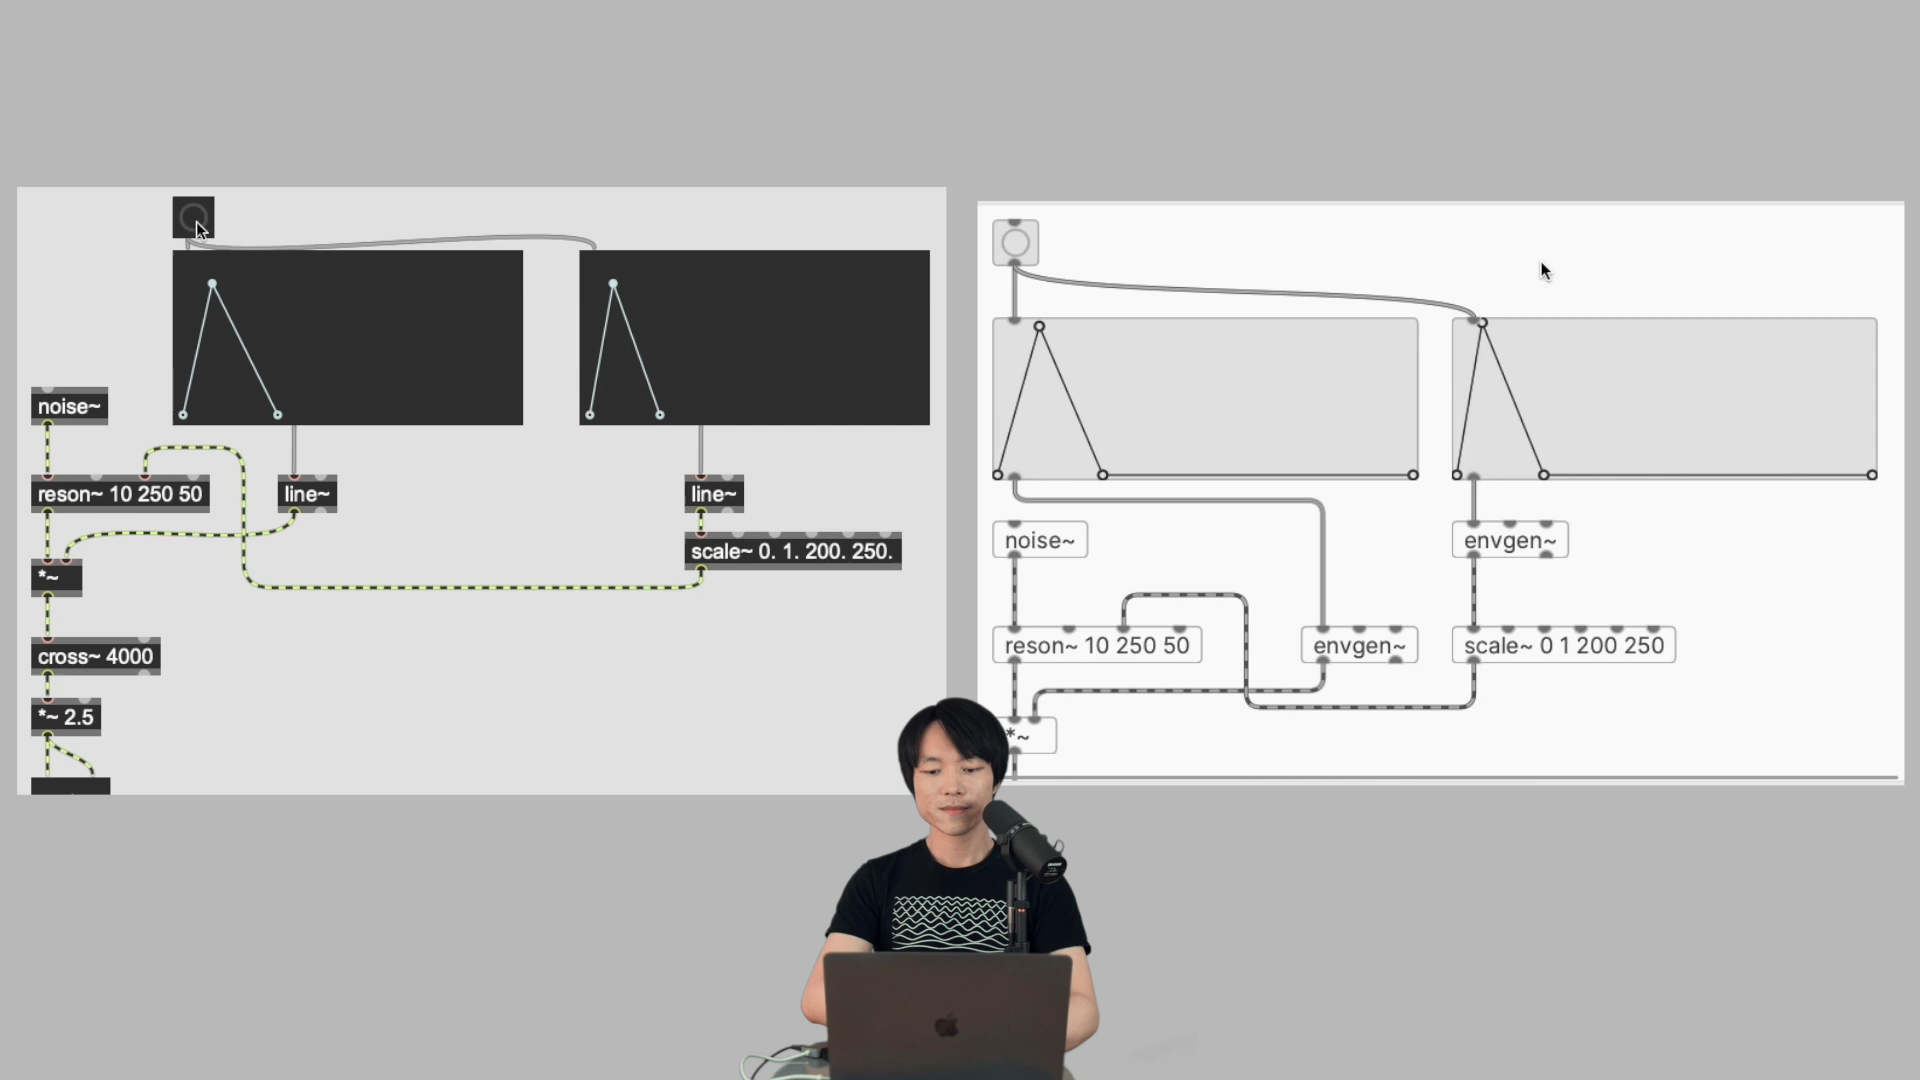 noise~
reson~ 10 250 50
line~
*~
cross~ 4000
*~ 2.5
line~
scale~ 0. 1. 200. 250.
noise~
envgen~
reson~ 10 250 50
envgen~
scale~ 0 1 200 250
*~